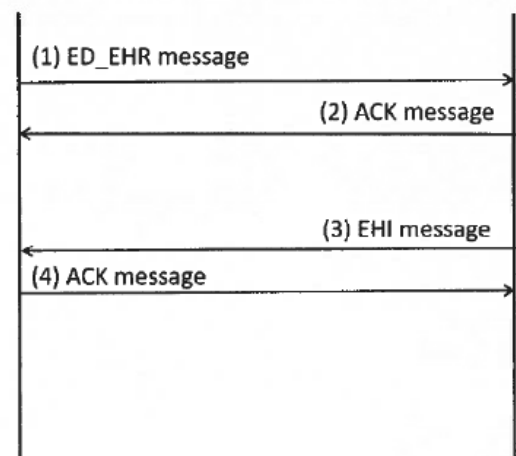 (1) ED_EHR message
(2) ACK message
(3) EHI message
(4) ACK message